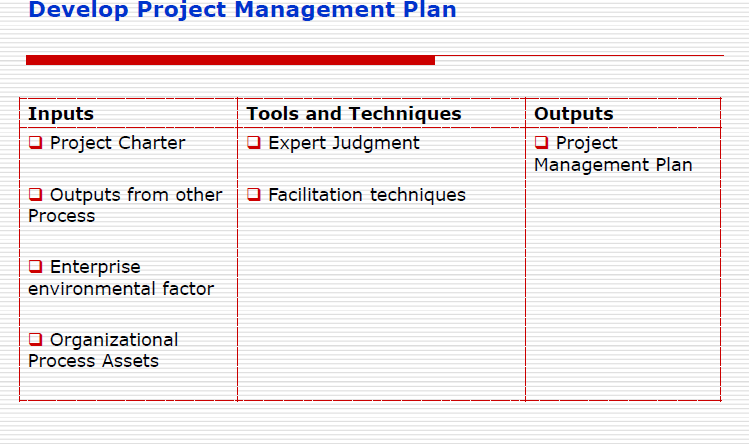 Develop Project Management Plan
Inputs
Tools and Techniques
Outputs
Project Charter
Expert Judgment
Project
Management Plan
Outputs from other
Process
Facilitation techniques
Enterprise
environmental factor
Organizational
Process Assets